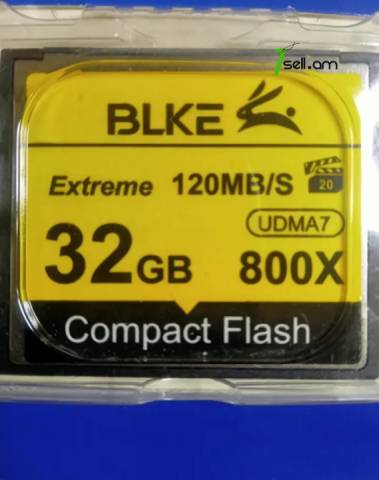 sell.am
BLKE
Extreme 120MB/S 20
UDMA7
32GB 800X
Compact Flash